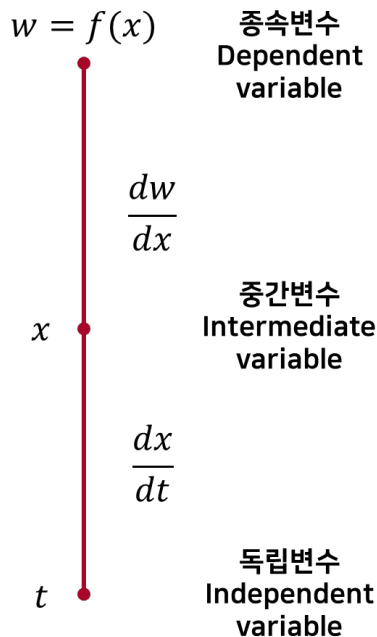 w = f(x)
종속변수
Dependent
variable
dw
dx
중간변수
x
Intermediate
variable
dx
dt
독립변수
t
Independent
variable